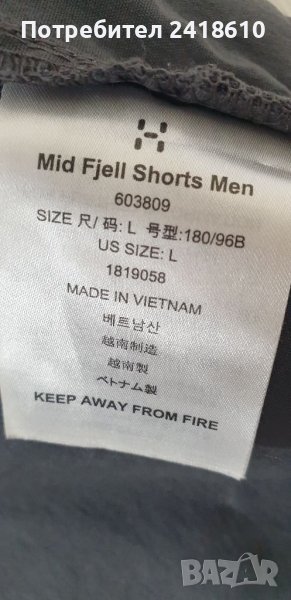 Потребител 2418610
Mid Fjell Shorts Men
603809
SIZE 尺/码: L 号型:180/96B
US SIZE: L
1819058
MADE IN VIETNAM
베트남산
越南制造
越南製
ベトナム製
KEEP AWAY FROM FIRE
BAZAR